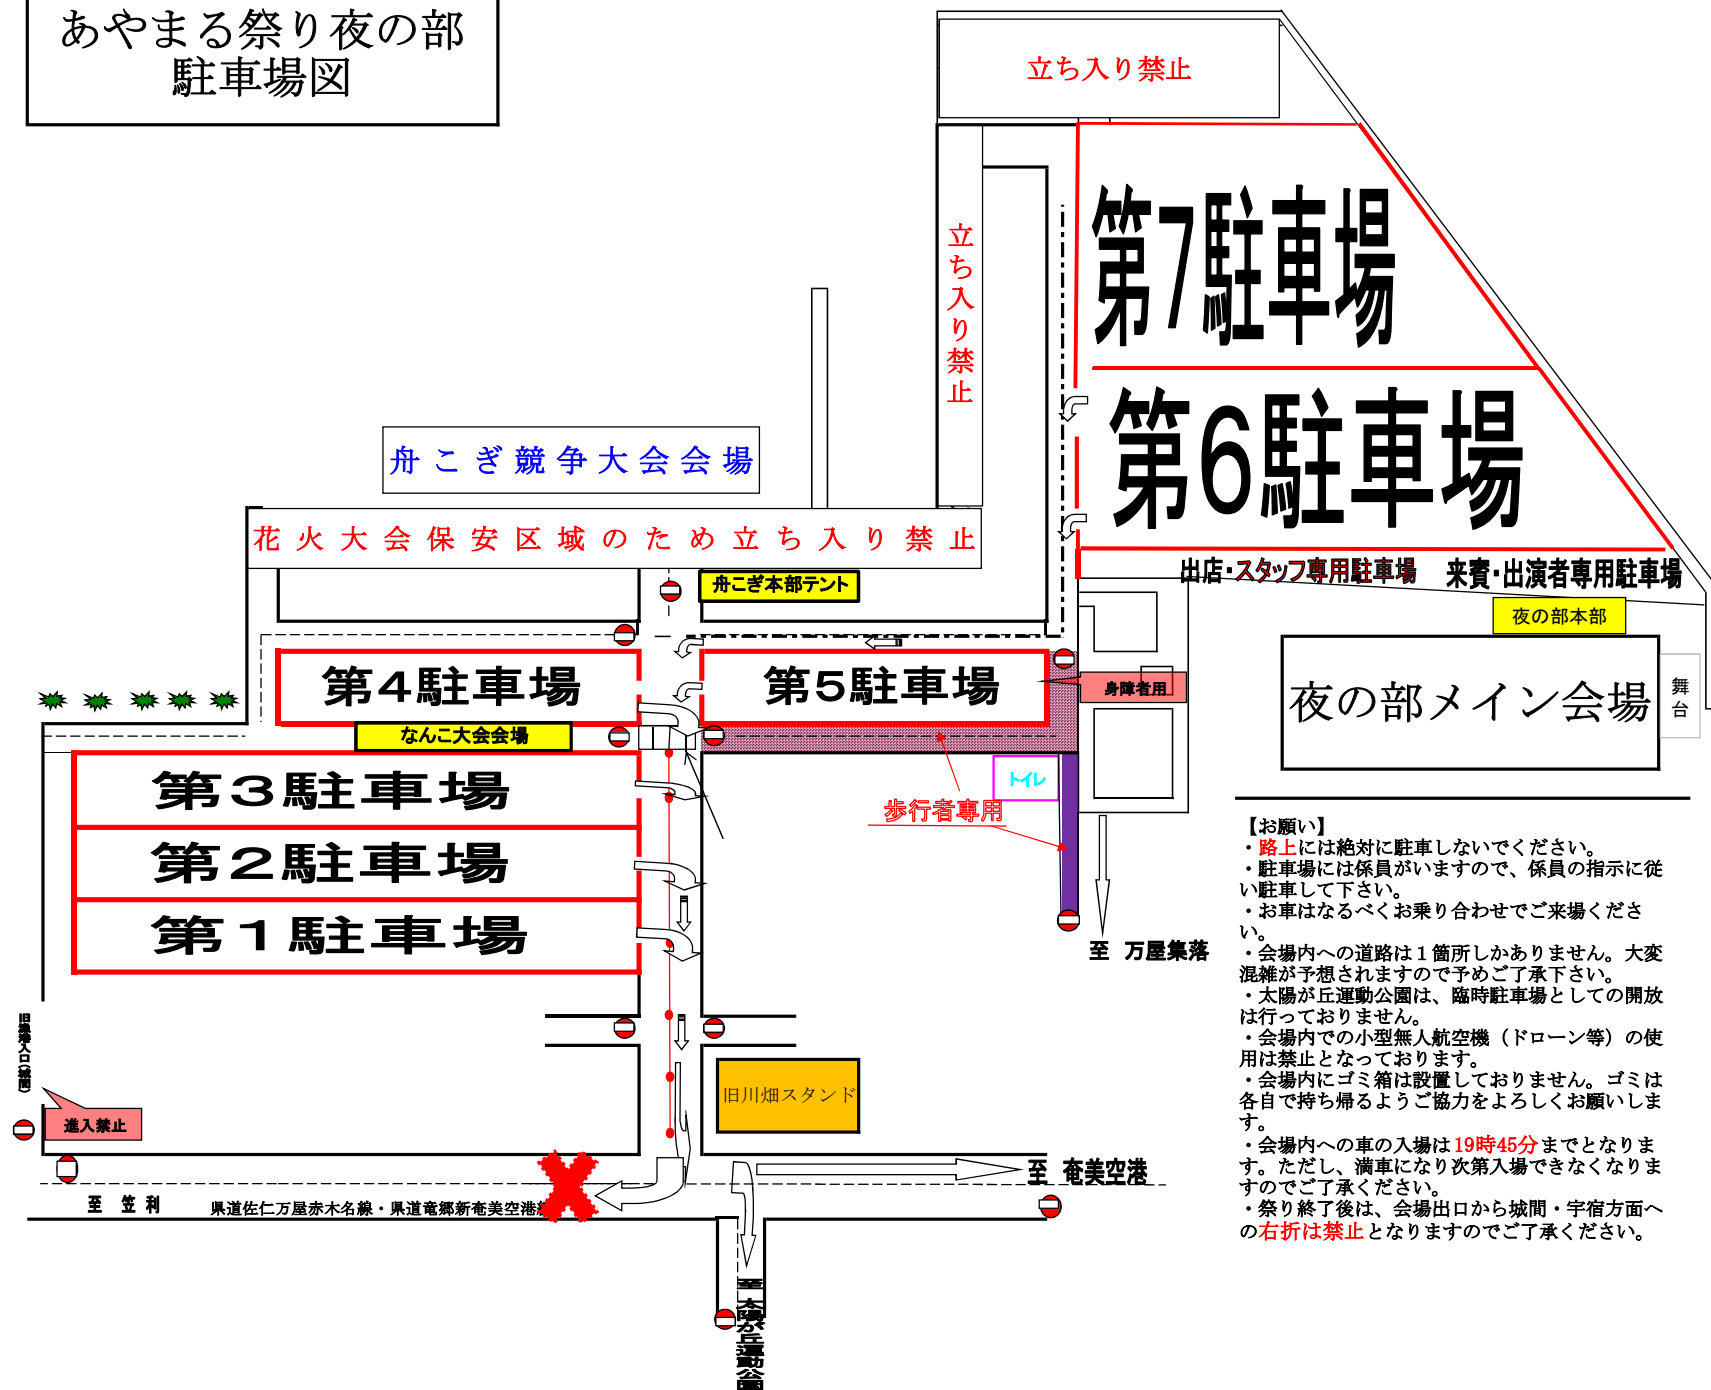 あやまる祭り夜の部
駐車場図
立ち入り禁止
立ち入り禁止
第7駐車場
第6駐車場
舟こぎ競争大会会場
花火大会保安区域のため立ち入り禁止
舟こぎ本部テント
出店・スタッフ専用駐車場
来賓・出演者専用駐車場
夜の部本部
第4駐車場
第5駐車場
身障者用
夜の部メイン会場
舞台
なんこ大会会場
第3駐車場
トイレ
歩行者専用
第2駐車場
第1駐車場
至 万屋集落
【お願い】
・路上には絶対に駐車しないでください。
・駐車場には係員がいますので、係員の指示に従
い駐車して下さい。
・お車はなるべくお乗り合わせでご来場くださ
い。
・会場内への道路は１箇所しかありません。大変
混雑が予想されますので予めご了承下さい。
・太陽が丘運動公園は、臨時駐車場としての開放
は行っておりません。
・会場内での小型無人航空機（ドローン等）の使
用は禁止となっております。
・会場内にゴミ箱は設置しておりません。ゴミは
各自で持ち帰るようご協力をよろしくお願いしま
す。
・会場内への車の入場は19時45分までとなりま
す。ただし、満車になり次第入場できなくなりま
すのでご了承ください。
・祭り終了後は、会場出口から城間・宇宿方面へ
の右折は禁止となりますのでご了承ください。
旧漁港入口(城間)
進入禁止
旧川畑スタンド
至 奄美空港
至 笠利
県道佐仁万屋赤木名線・県道竜郷新奄美空港
至太陽が丘運動公園